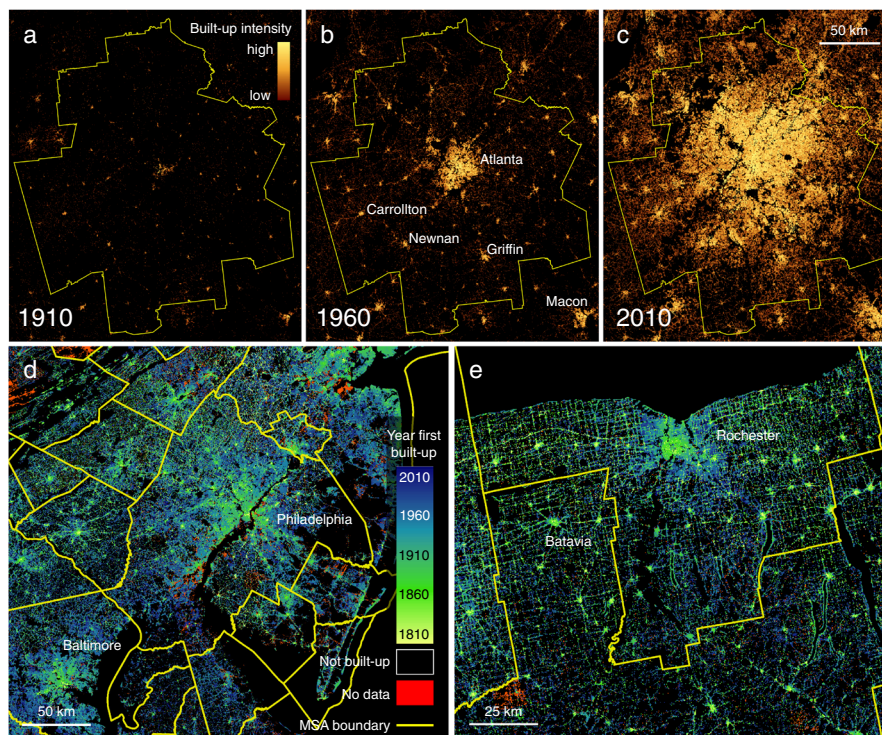 a
Built-up intensity
high
low
1910
b
Atlanta
Carrollton
Newnan
Griffin
Macon
1960
c
50 km
2010
d
Year first
built-up
2010
1960
1910
1860
1810
Not built-up
No data
MSA boundary
Philadelphia
Baltimore
50 km
e
Rochester
Batavia
25 km